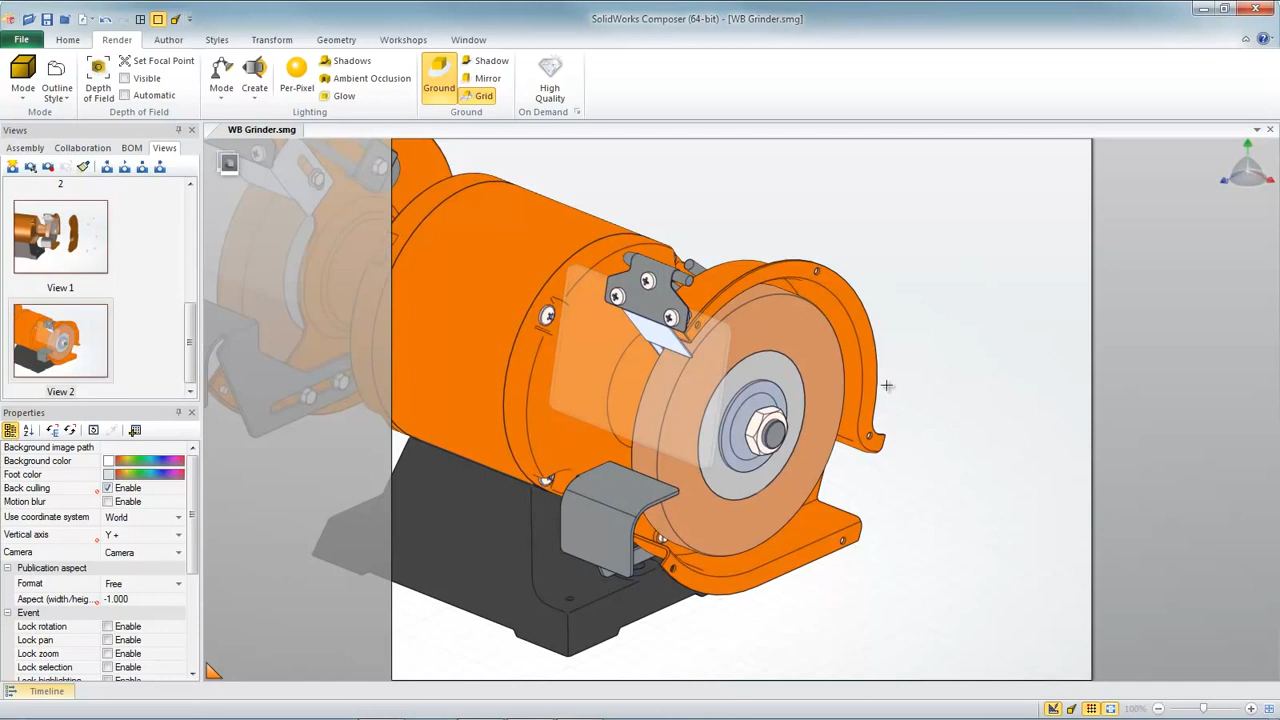 SolidWorks Composer (64-bit) - [WB Grinder.smg]
File Home Render Author Styles Transform Geometry Workshops Window
Mode
Outline Style
Mode
Depth of Field
Set Focal Point
Visible
Automatic
Depth of Field
Mode
Create
Per-Pixel
Shadows
Ambient Occlusion
Glow
Lighting
Ground
Shadow
Mirror
Grid
Ground
High Quality
On Demand
Views
WB Grinder.smg
Assembly Collaboration BOM Views
2
View 1
View 2
Properties
Background image path
Background color
Foot color
Back culling Enable
Motion blur Enable
Use coordinate system World
Vertical axis Y +
Camera Camera
Publication aspect
Format Free
Aspect (width/heig... -1.000
Event
Lock rotation Enable
Lock pan Enable
Lock zoom Enable
Lock selection Enable
Timeline
100%